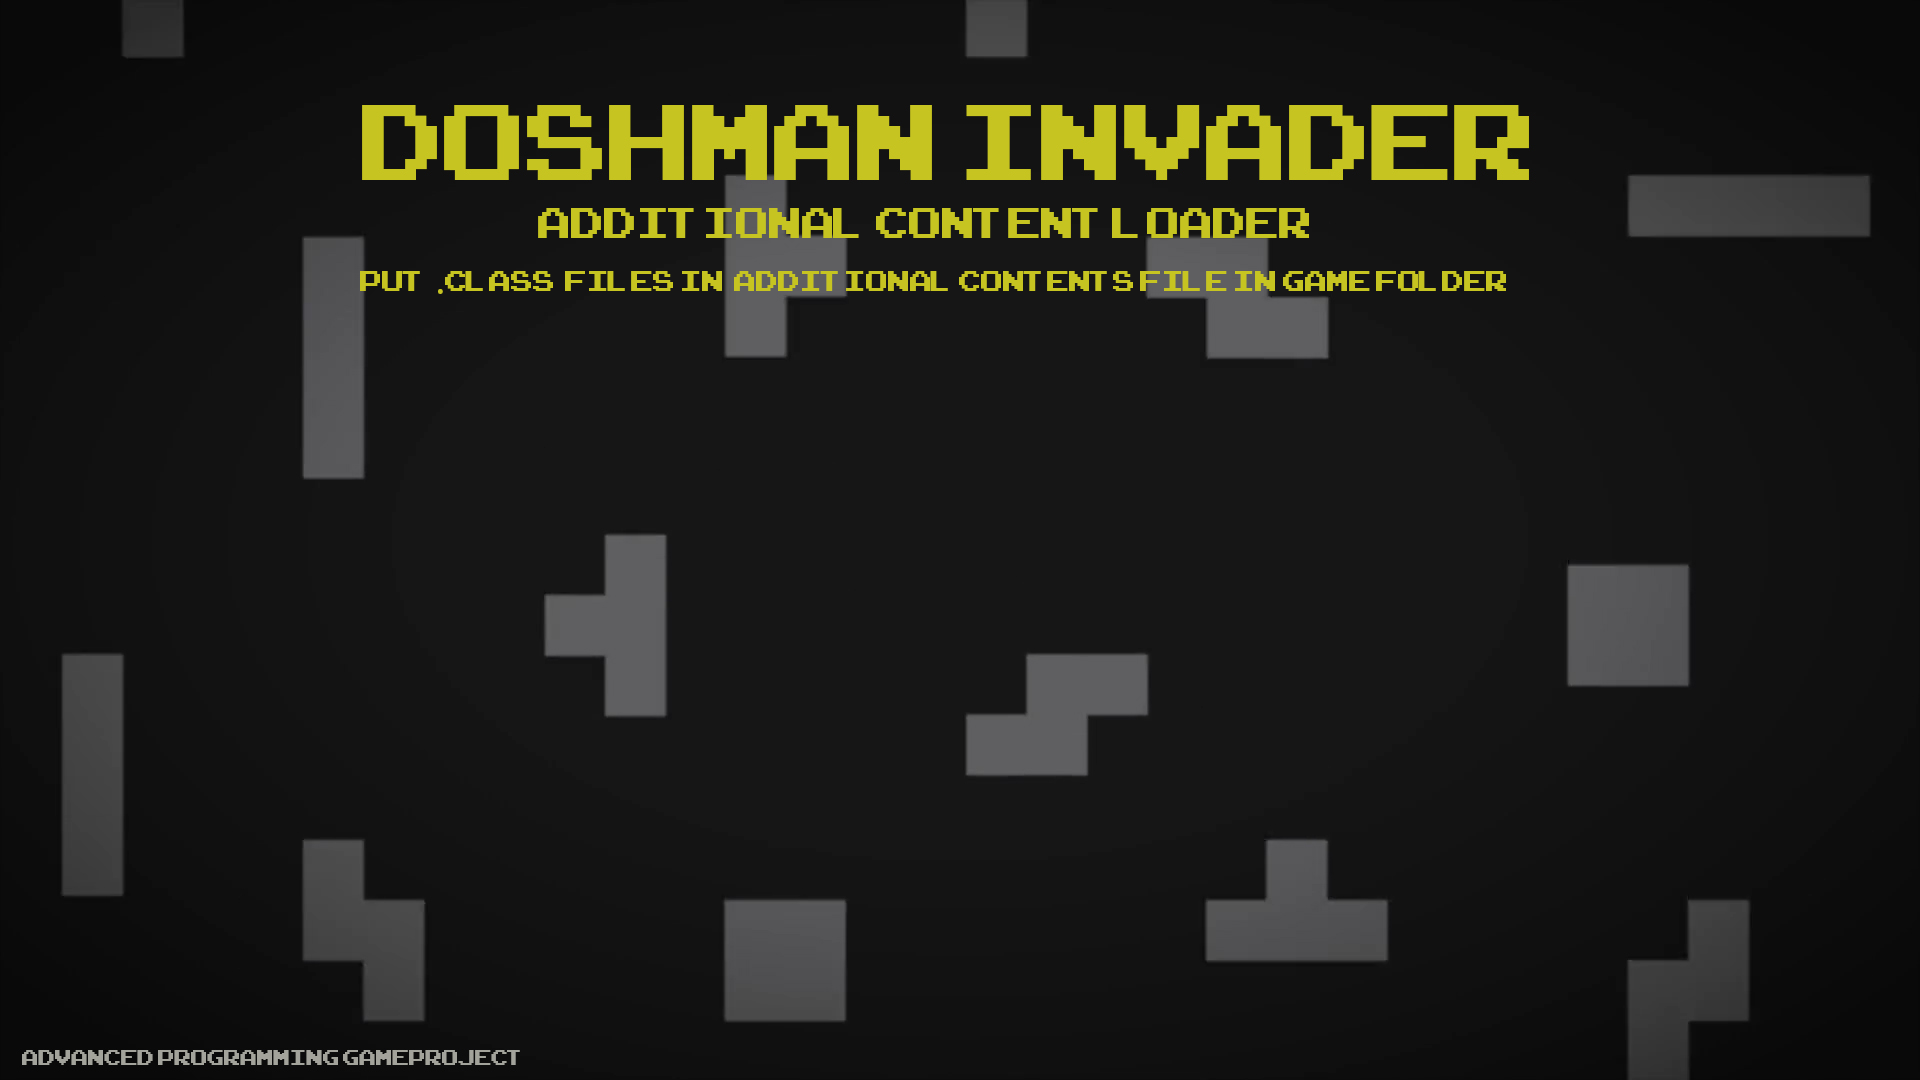 DOSHMAN INVADER
ADDITIONAL CONTENT LOADER
PUT .CLASS FILES IN ADDITIONAL CONTENTS FILE IN GAME FOLDER
ADVANCED PROGRAMMING GAMEPROJECT